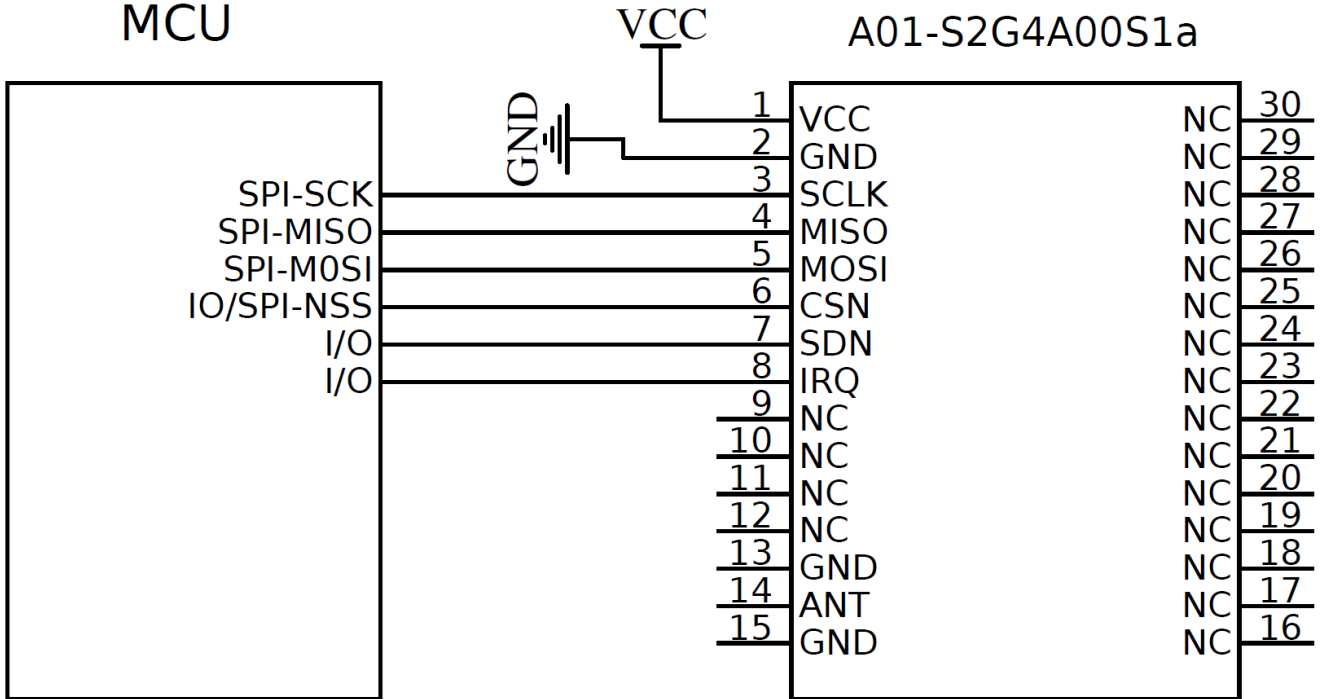 MCU
VCC
A01-S2G4A00S1a
GND
1 VCC NC 30
2 GND NC 29
SPI-SCK 3 SCLK NC 28
SPI-MISO 4 MISO NC 27
SPI-M0SI 5 MOSI NC 26
IO/SPI-NSS 6 CSN NC 25
I/O 7 SDN NC 24
I/O 8 IRQ NC 23
9 NC NC 22
10 NC NC 21
11 NC NC 20
12 NC NC 19
13 GND NC 18
14 ANT NC 17
15 GND NC 16